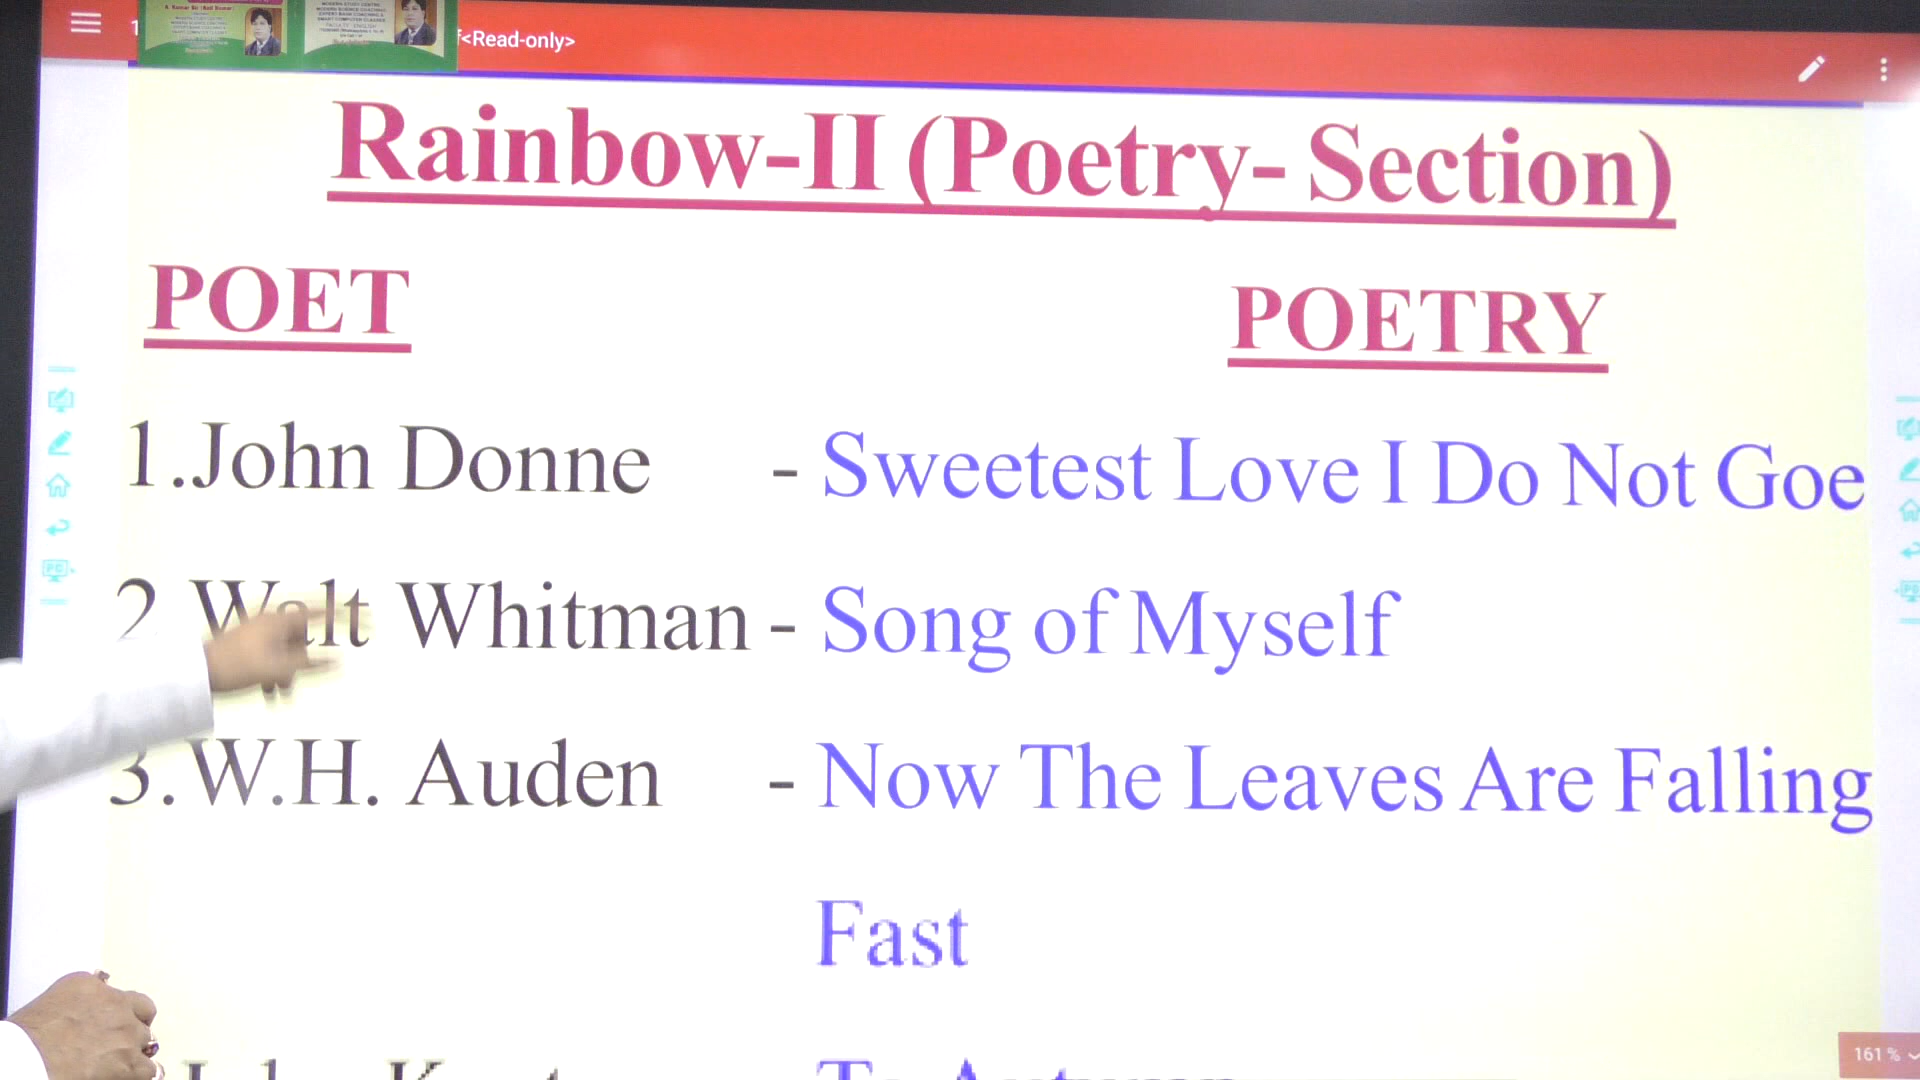 <Read-only>
Rainbow-II (Poetry- Section)
POET POETRY
1.John Donne - Sweetest Love I Do Not Goe
2 Walt Whitman - Song of Myself
3. W.H. Auden - Now The Leaves Are Falling
Fast
161 %